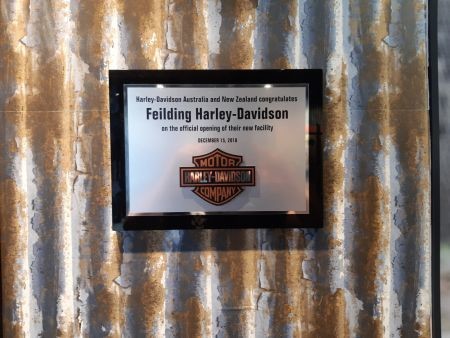 Harley-Davidson Australia and New Zealand congratulates
Feilding Harley-Davidson
on the official opening of their new facility
DECEMBER 15, 2018
MOTOR
HARLEY-DAVIDSON
COMPANY